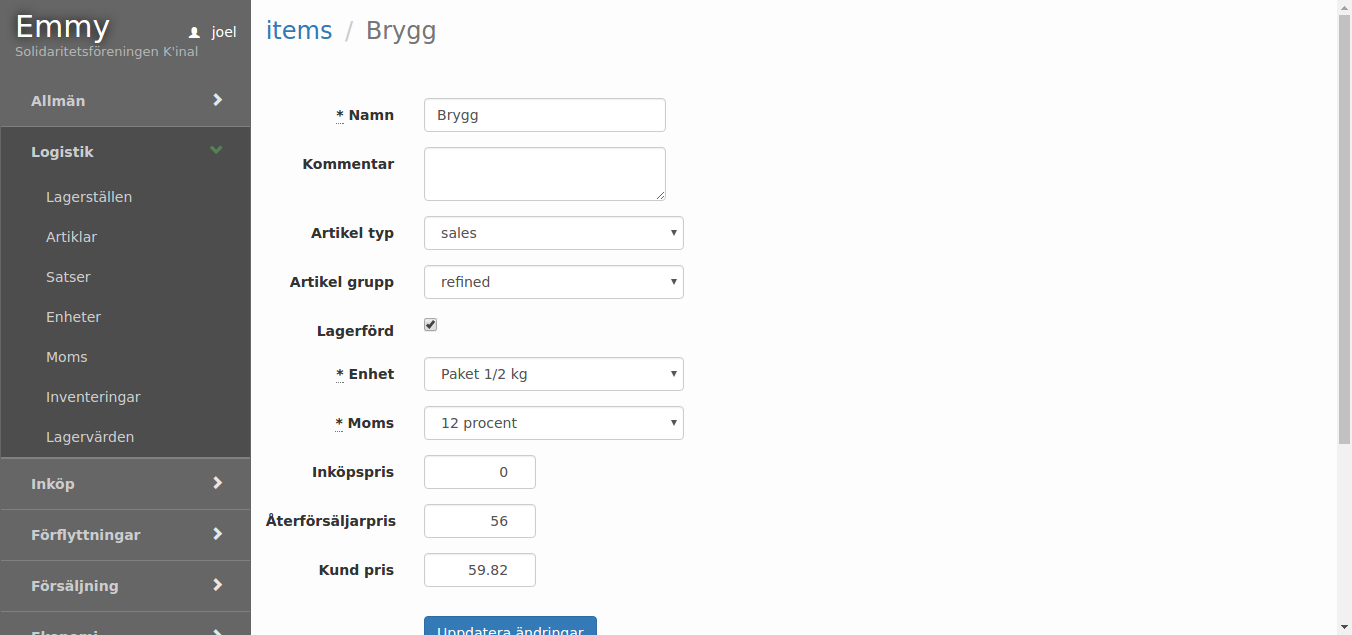 Emmy
joel
Solidaritetsföreningen K'inal
Allmän
Logistik
Lagerställen
Artiklar
Satser
Enheter
Moms
Inventeringar
Lagervärden
Inköp
Förflyttningar
Försäljning
Ekonomi
items / Brygg
* Namn Brygg
Kommentar
Artikel typ sales
Artikel grupp refined
Lagerförd
* Enhet Paket 1/2 kg
* Moms 12 procent
Inköpspris 0
Återförsäljarpris 56
Kund pris 59.82
Uppdatera ändringar